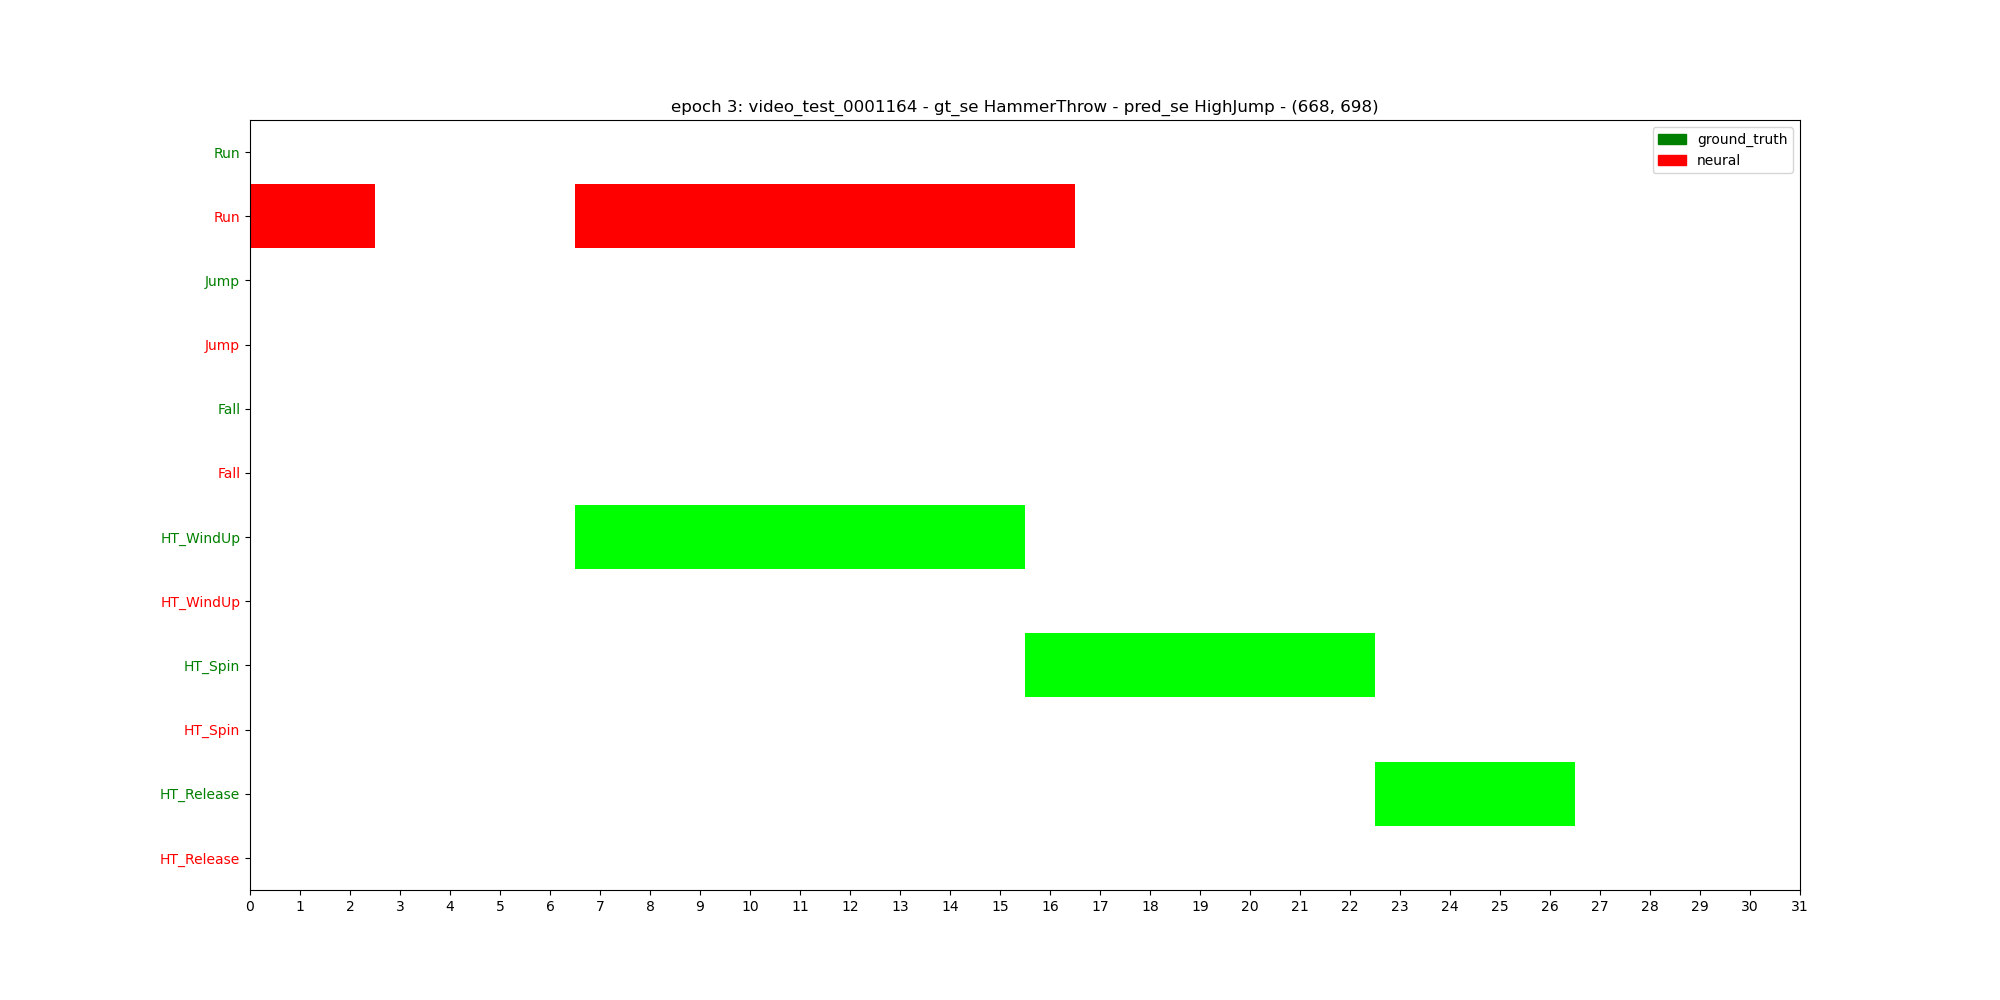 epoch 3: video_test_0001164 - gt_se HammerThrow - pred_se HighJump - (668, 698)
ground_truth
neural
Run
Run
Jump
Jump
Fall
Fall
HT_WindUp
HT_WindUp
HT_Spin
HT_Spin
HT_Release
HT_Release
0 1 2 3 4 5 6 7 8 9 10 11 12 13 14 15 16 17 18 19 20 21 22 23 24 25 26 27 28 29 30 31